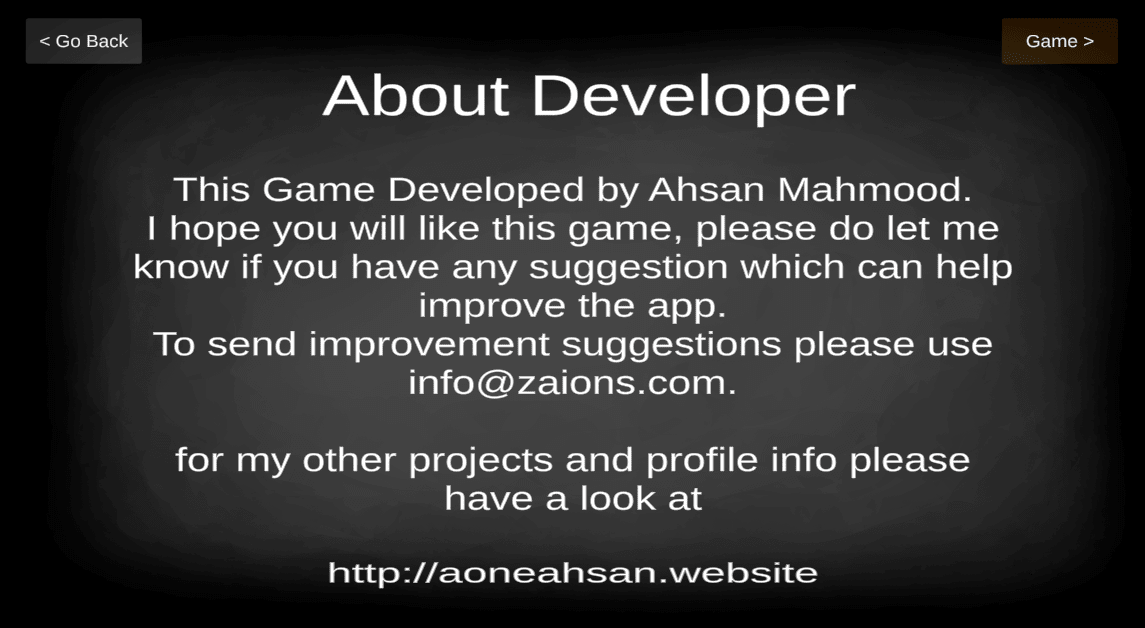 < Go Back
Game >
About Developer
This Game Developed by Ahsan Mahmood.
I hope you will like this game, please do let me
know if you have any suggestion which can help
improve the app.
To send improvement suggestions please use
info@zaions.com.
for my other projects and profile info please
have a look at
http://aoneahsan.website